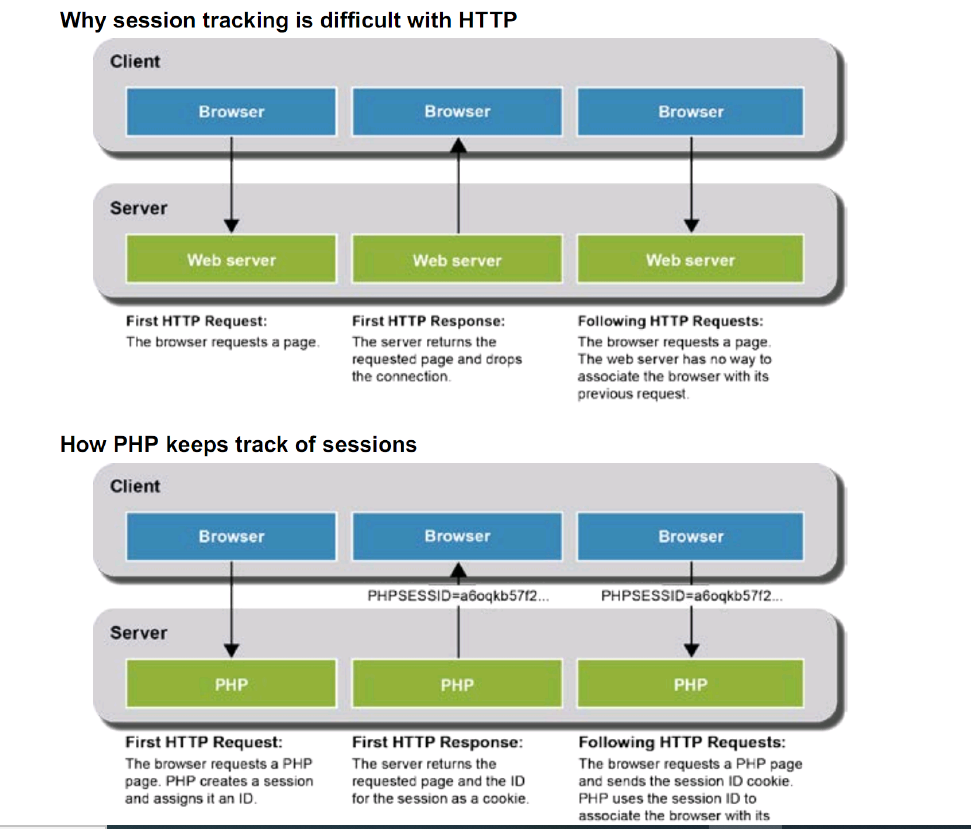 Why session tracking is difficult with HTTP
Client
Browser
Browser
Browser
Server
Web server
Web server
Web server
First HTTP Request:
The browser requests a page.
First HTTP Response:
The server returns the
requested page and drops
the connection.
Following HTTP Requests:
The browser requests a page.
The web server has no way to
associate the browser with its
previous request.
How PHP keeps track of sessions
Client
Browser
Browser
Browser
PHPSESSID=a6oqkb57f2...
PHPSESSID=a6oqkb57f2...
Server
PHP
PHP
PHP
First HTTP Request:
The browser requests a PHP
page. PHP creates a session
and assigns it an ID.
First HTTP Response:
The server returns the
requested page and the ID
for the session as a cookie.
Following HTTP Requests:
The browser requests a PHP page
and sends the session ID cookie.
PHP uses the session ID to
associate the browser with its